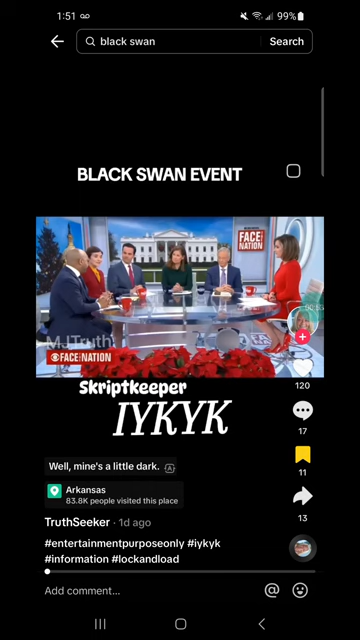 1:51
99%
black swan
Search
BLACK SWAN EVENT
FACE THE NATION
MJTruth
FACE THE NATION
Skriptkeeper
IYKYK
120
17
11
13
Well, mine's a little dark.
Arkansas
83.8K people visited this place
TruthSeeker · 1d ago
#entertainmentpurposeonly #iykyk
#information #lockandload
Add comment...